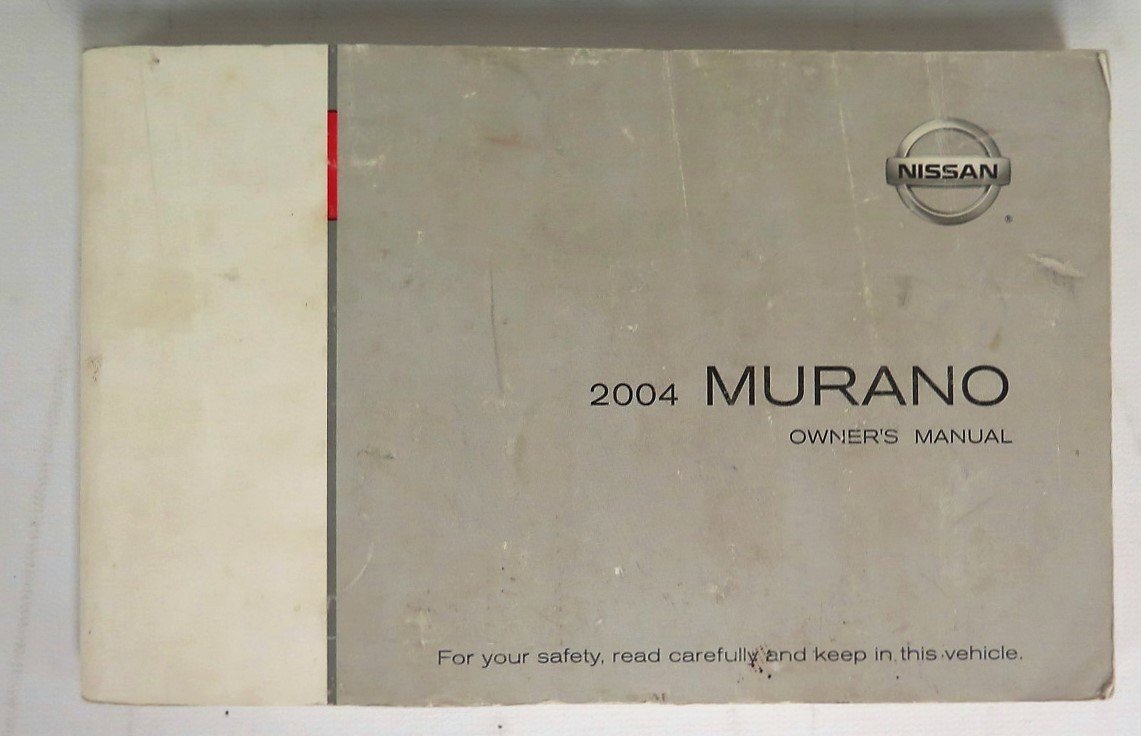 NISSAN
®
2004 MURANO
OWNER'S MANUAL
For your safety, read carefully and keep in this vehicle.